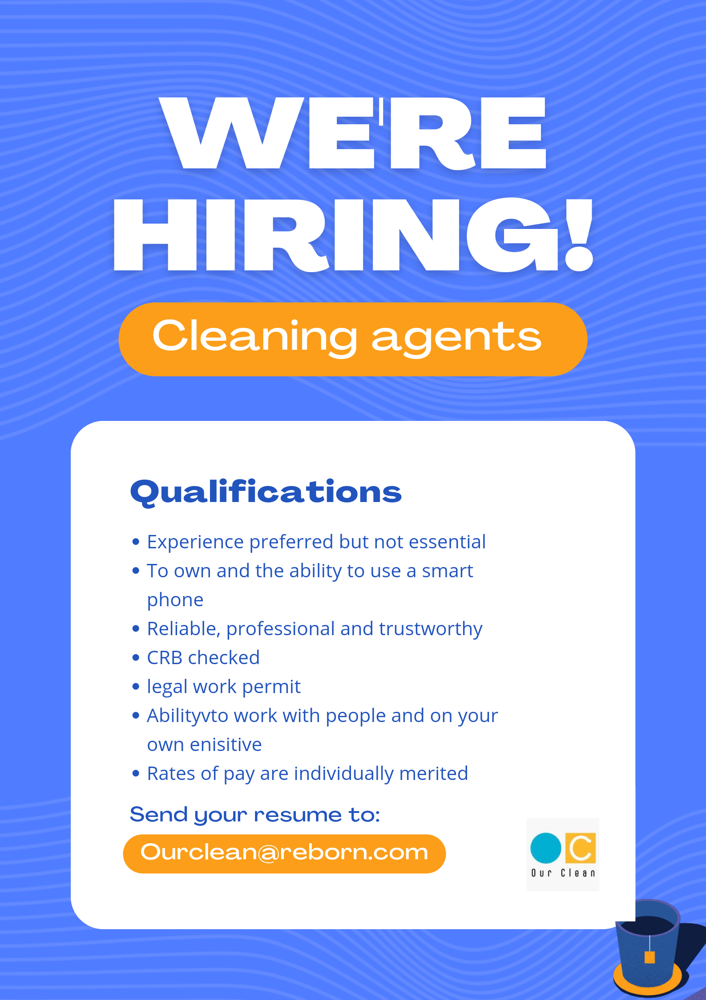 WE'RE
HIRING!
Cleaning agents
Qualifications
• Experience preferred but not essential
• To own and the ability to use a smart
phone
• Reliable, professional and trustworthy
• CRB checked
• legal work permit
• Abilityvto work with people and on your
own enisitive
• Rates of pay are individually merited
Send your resume to:
Ourclean@reborn.com
C
Our Clean